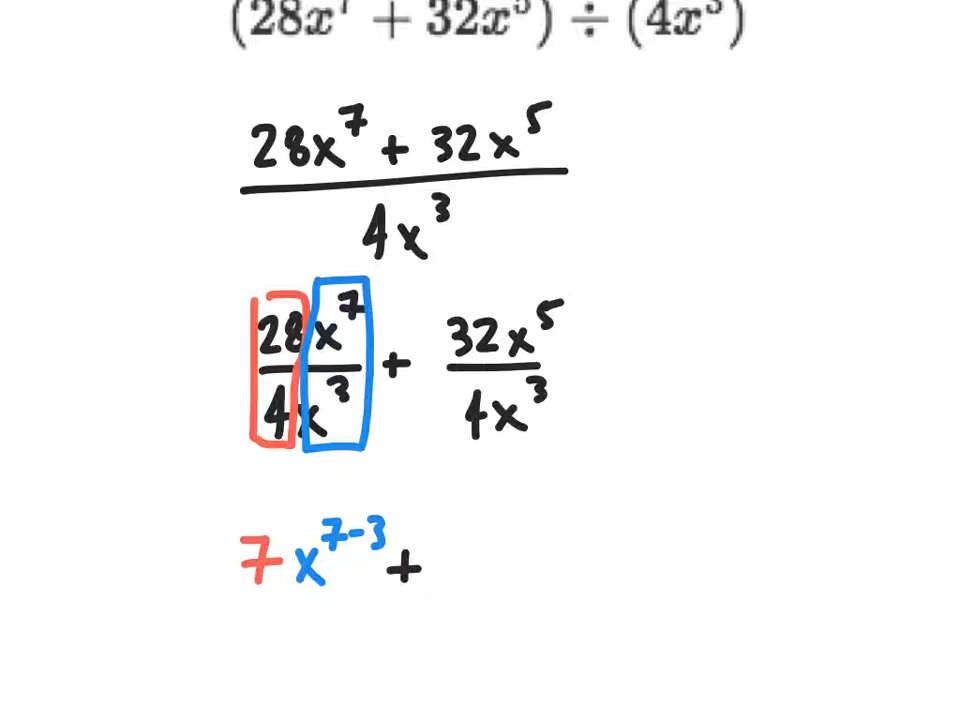 (28x⁷ + 32x⁵) ÷ (4x³)
28x⁷ + 32x⁵
4x³
28x⁷ + 32x⁵
4x³ 4x³
7x⁷⁻³ +